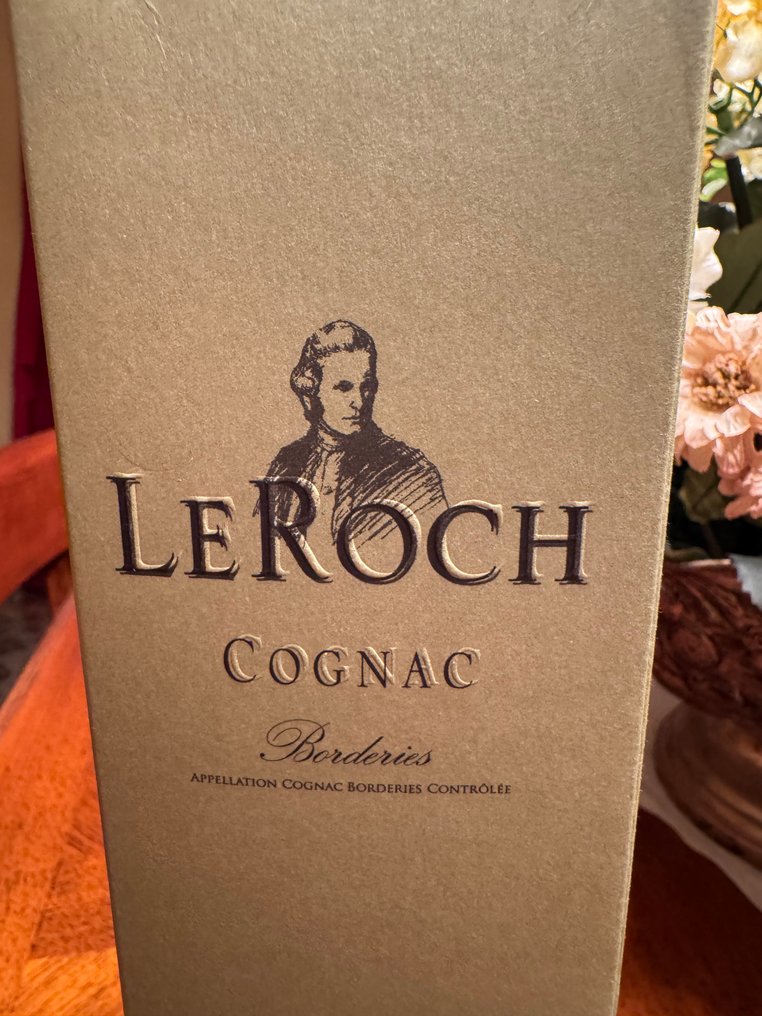 LEROCH
COGNAC
Borderies
APPELLATION COGNAC BORDERIES CONTRÔLÉE